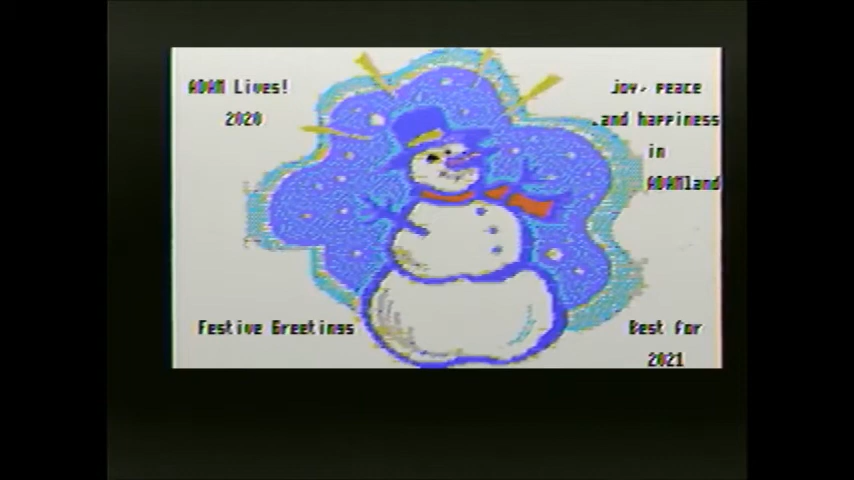 ADAM Lives!
2020
joy, peace
and happiness
in
ADAMland
Festive Greetings
Best for
2021